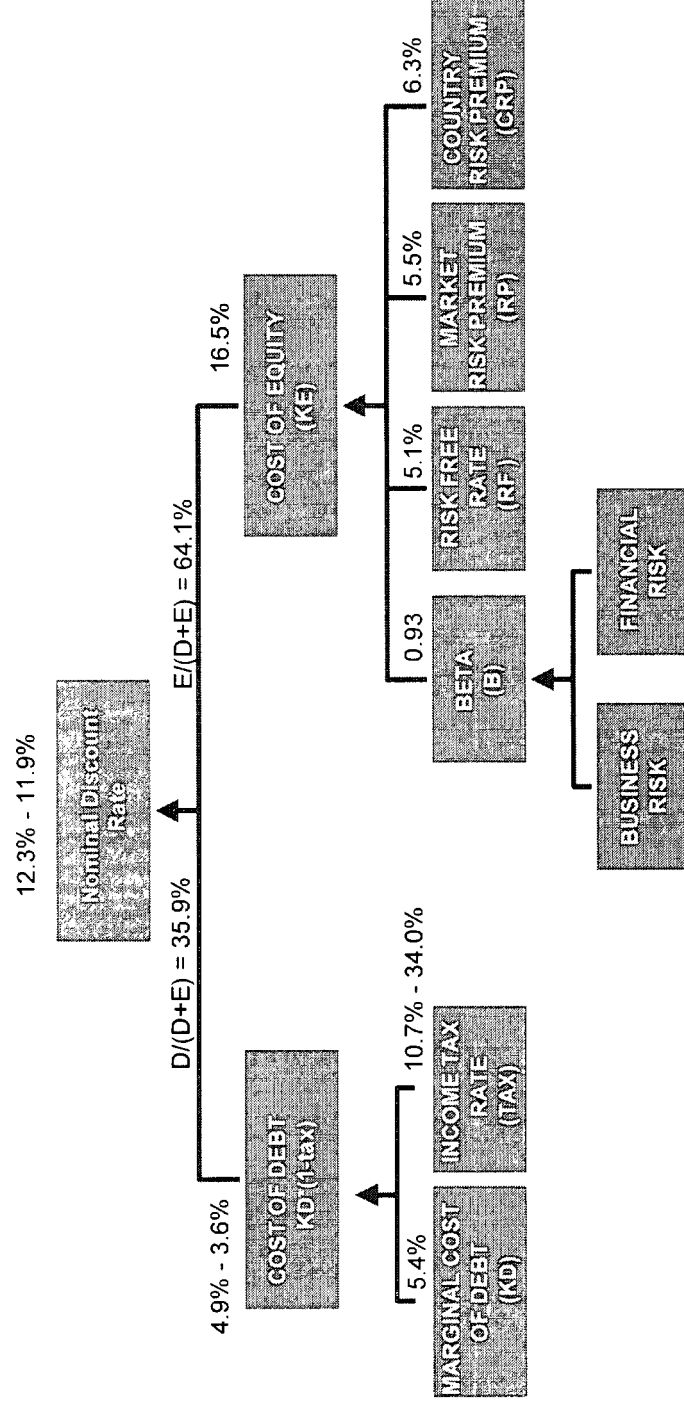 12.3% - 11.9%
Nominal Discount
Rate
D/(D+E) = 35.9%
E/(D+E) = 64.1%
4.9% - 3.6%
COST OF DEBT
KD (1-tax)
16.5%
COST OF EQUITY
(KE)
5.4%
MARGINAL COST
OF DEBT
(KD)
10.7% - 34.0%
INCOME TAX
RATE
(TAX)
0.93
BETA
(B)
5.1%
RISK FREE
RATE
(RF )
5.5%
MARKET
RISK PREMIUM
(RP)
6.3%
COUNTRY
RISK PREMIUM
(CRP)
BUSINESS
RISK
FINANCIAL
RISK